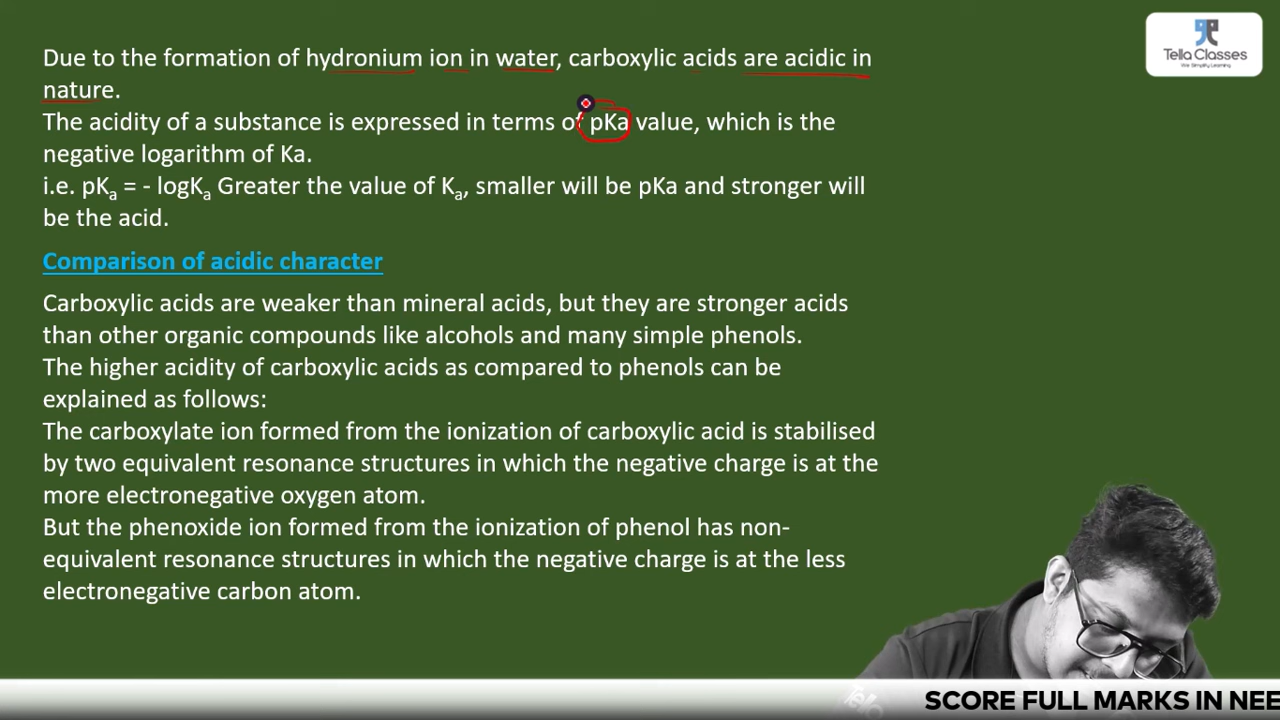 Tella Classes
We Simplify Learning
Due to the formation of hydronium ion in water, carboxylic acids are acidic in
nature.
The acidity of a substance is expressed in terms of pKa value, which is the
negative logarithm of Ka.
i.e. pKa = - logKa Greater the value of Ka, smaller will be pKa and stronger will
be the acid.
Comparison of acidic character
Carboxylic acids are weaker than mineral acids, but they are stronger acids
than other organic compounds like alcohols and many simple phenols.
The higher acidity of carboxylic acids as compared to phenols can be
explained as follows:
The carboxylate ion formed from the ionization of carboxylic acid is stabilised
by two equivalent resonance structures in which the negative charge is at the
more electronegative oxygen atom.
But the phenoxide ion formed from the ionization of phenol has non-
equivalent resonance structures in which the negative charge is at the less
electronegative carbon atom.
SCORE FULL MARKS IN NEE